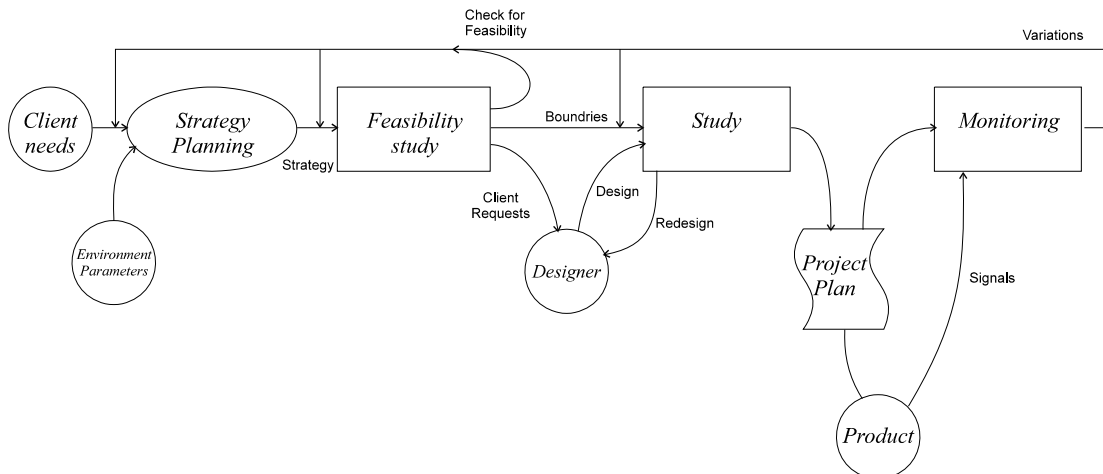 Check for
Feasibility
Variations
Client
needs
Strategy
Planning
Strategy
Feasibility
study
Boundries
Study
Monitoring
Client
Requests
Design
Redesign
Environment
Parameters
Designer
Project
Plan
Signals
Product